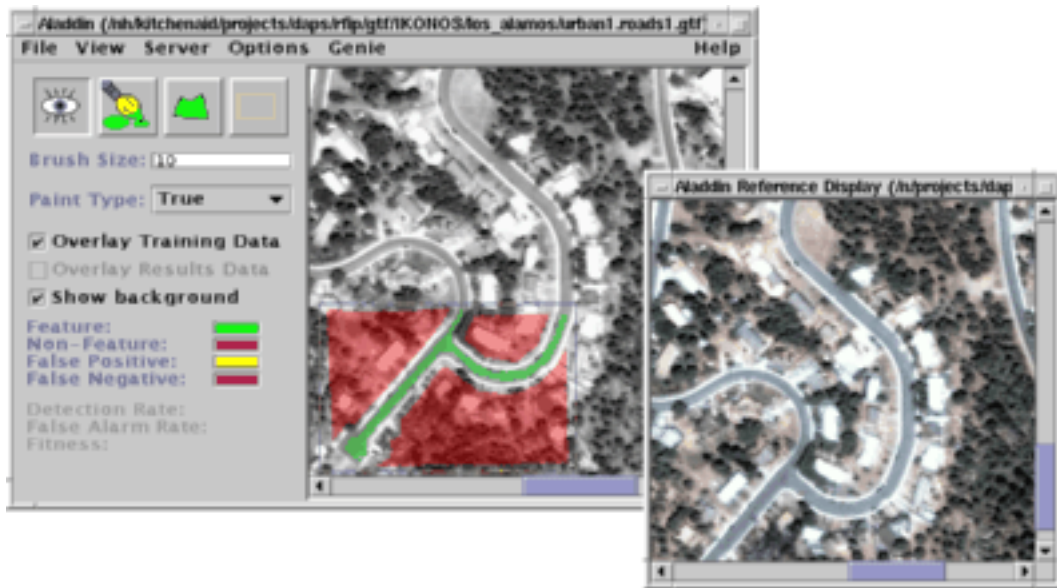 Aladdin (/nh/kitchenaid/projects/daps/rfip/gtf/IKONOS/los_alamos/urban1.roads1.gtf)
File View Server Options Genie Help
Brush Size: 10
Paint Type: True
Overlay Training Data
Overlay Results Data
Show background
Feature:
Non-Feature:
False Positive:
False Negative:
Detection Rate:
False Alarm Rate:
Fitness:
Aladdin Reference Display (/n/projects/dap